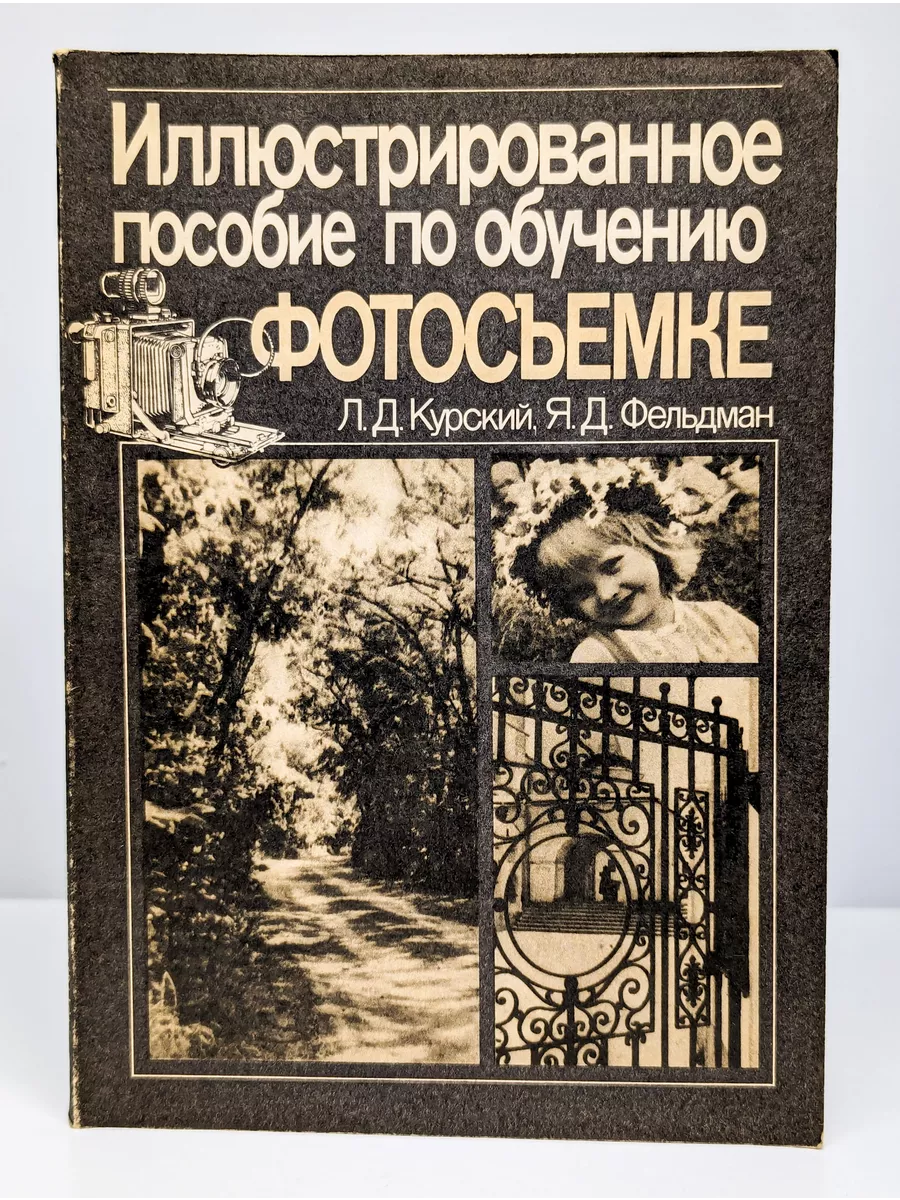 Иллюстрированное
пособие по обучению
ФОТОСЪЕМКЕ
Л.Д.Курский, Я.Д.Фельдман